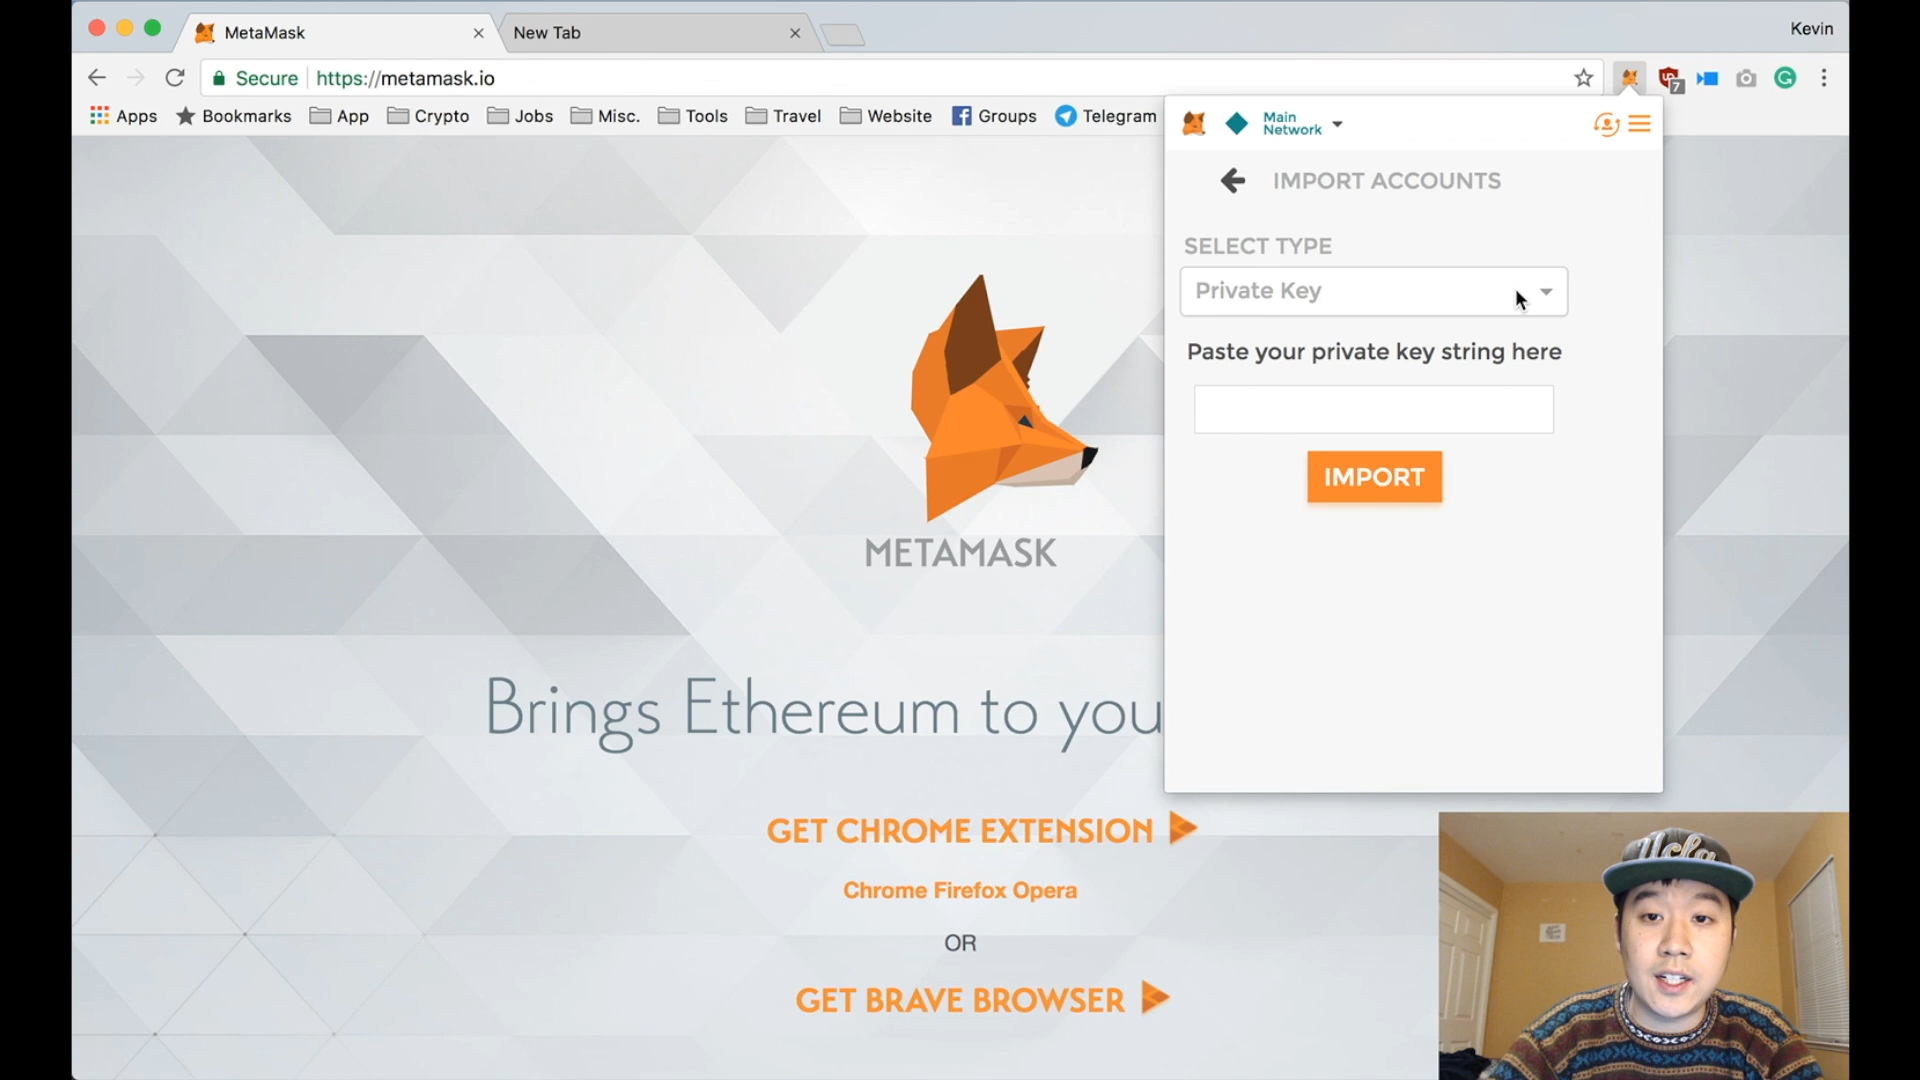 MetaMask
New Tab
Kevin
Secure https://metamask.io
7
Apps Bookmarks App Crypto Jobs Misc. Tools Travel Website Groups Telegram
Main
Network
IMPORT ACCOUNTS
SELECT TYPE
Private Key
Paste your private key string here
IMPORT
METAMASK
Brings Ethereum to you
GET CHROME EXTENSION
Chrome Firefox Opera
OR
GET BRAVE BROWSER
Ucla